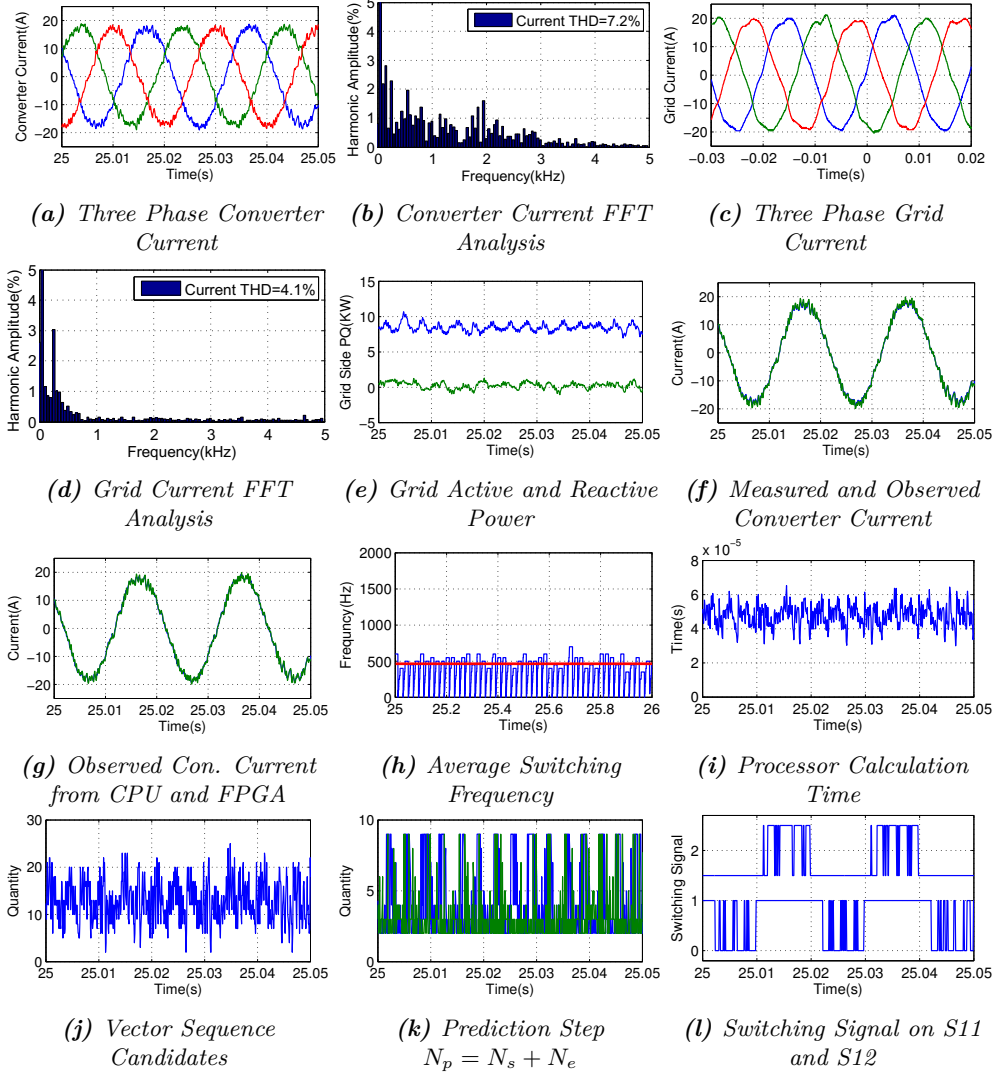 Converter Current(A)
20
10
0
−10
−20
25 25.01 25.02 25.03 25.04 25.05
Time(s)
(a) Three Phase Converter
Current
Harmonic Amplitude(%)
5
4
3
2
1
0
Current THD=7.2%
0 1 2 3 4 5
Frequency(kHz)
(b) Converter Current FFT
Analysis
Grid Current(A)
20
10
0
−10
−20
−0.03 −0.02 −0.01 0 0.01 0.02
Time(s)
(c) Three Phase Grid
Current
Harmonic Amplitude(%)
5
4
3
2
1
0
Current THD=4.1%
0 1 2 3 4 5
Frequency(kHz)
(d) Grid Current FFT
Analysis
Grid Side PQ(KW)
15
10
5
0
−5
25 25.01 25.02 25.03 25.04 25.05
Time(s)
(e) Grid Active and Reactive
Power
Current(A)
20
10
0
−10
−20
25 25.01 25.02 25.03 25.04 25.05
Time(s)
(f) Measured and Observed
Converter Current
Current(A)
20
10
0
−10
−20
25 25.01 25.02 25.03 25.04 25.05
Time(s)
(g) Observed Con. Current
from CPU and FPGA
Frequncy(Hz)
2000
1500
1000
500
0
25 25.2 25.4 25.6 25.8 26
Time(s)
(h) Average Switching
Frequency
x 10⁻⁵
Time(s)
8
6
4
2
0
25 25.01 25.02 25.03 25.04 25.05
Time(s)
(i) Processor Calculation
Time
Quantity
30
20
10
0
25 25.01 25.02 25.03 25.04 25.05
Time(s)
(j) Vector Sequence
Candidates
Quantity
10
5
0
25 25.01 25.02 25.03 25.04 25.05
Time(s)
(k) Prediction Step
Nₚ = Nₛ + Nₑ
Switching Signal
2
1
0
25 25.01 25.02 25.03 25.04 25.05
Time(s)
(l) Switching Signal on S11
and S12